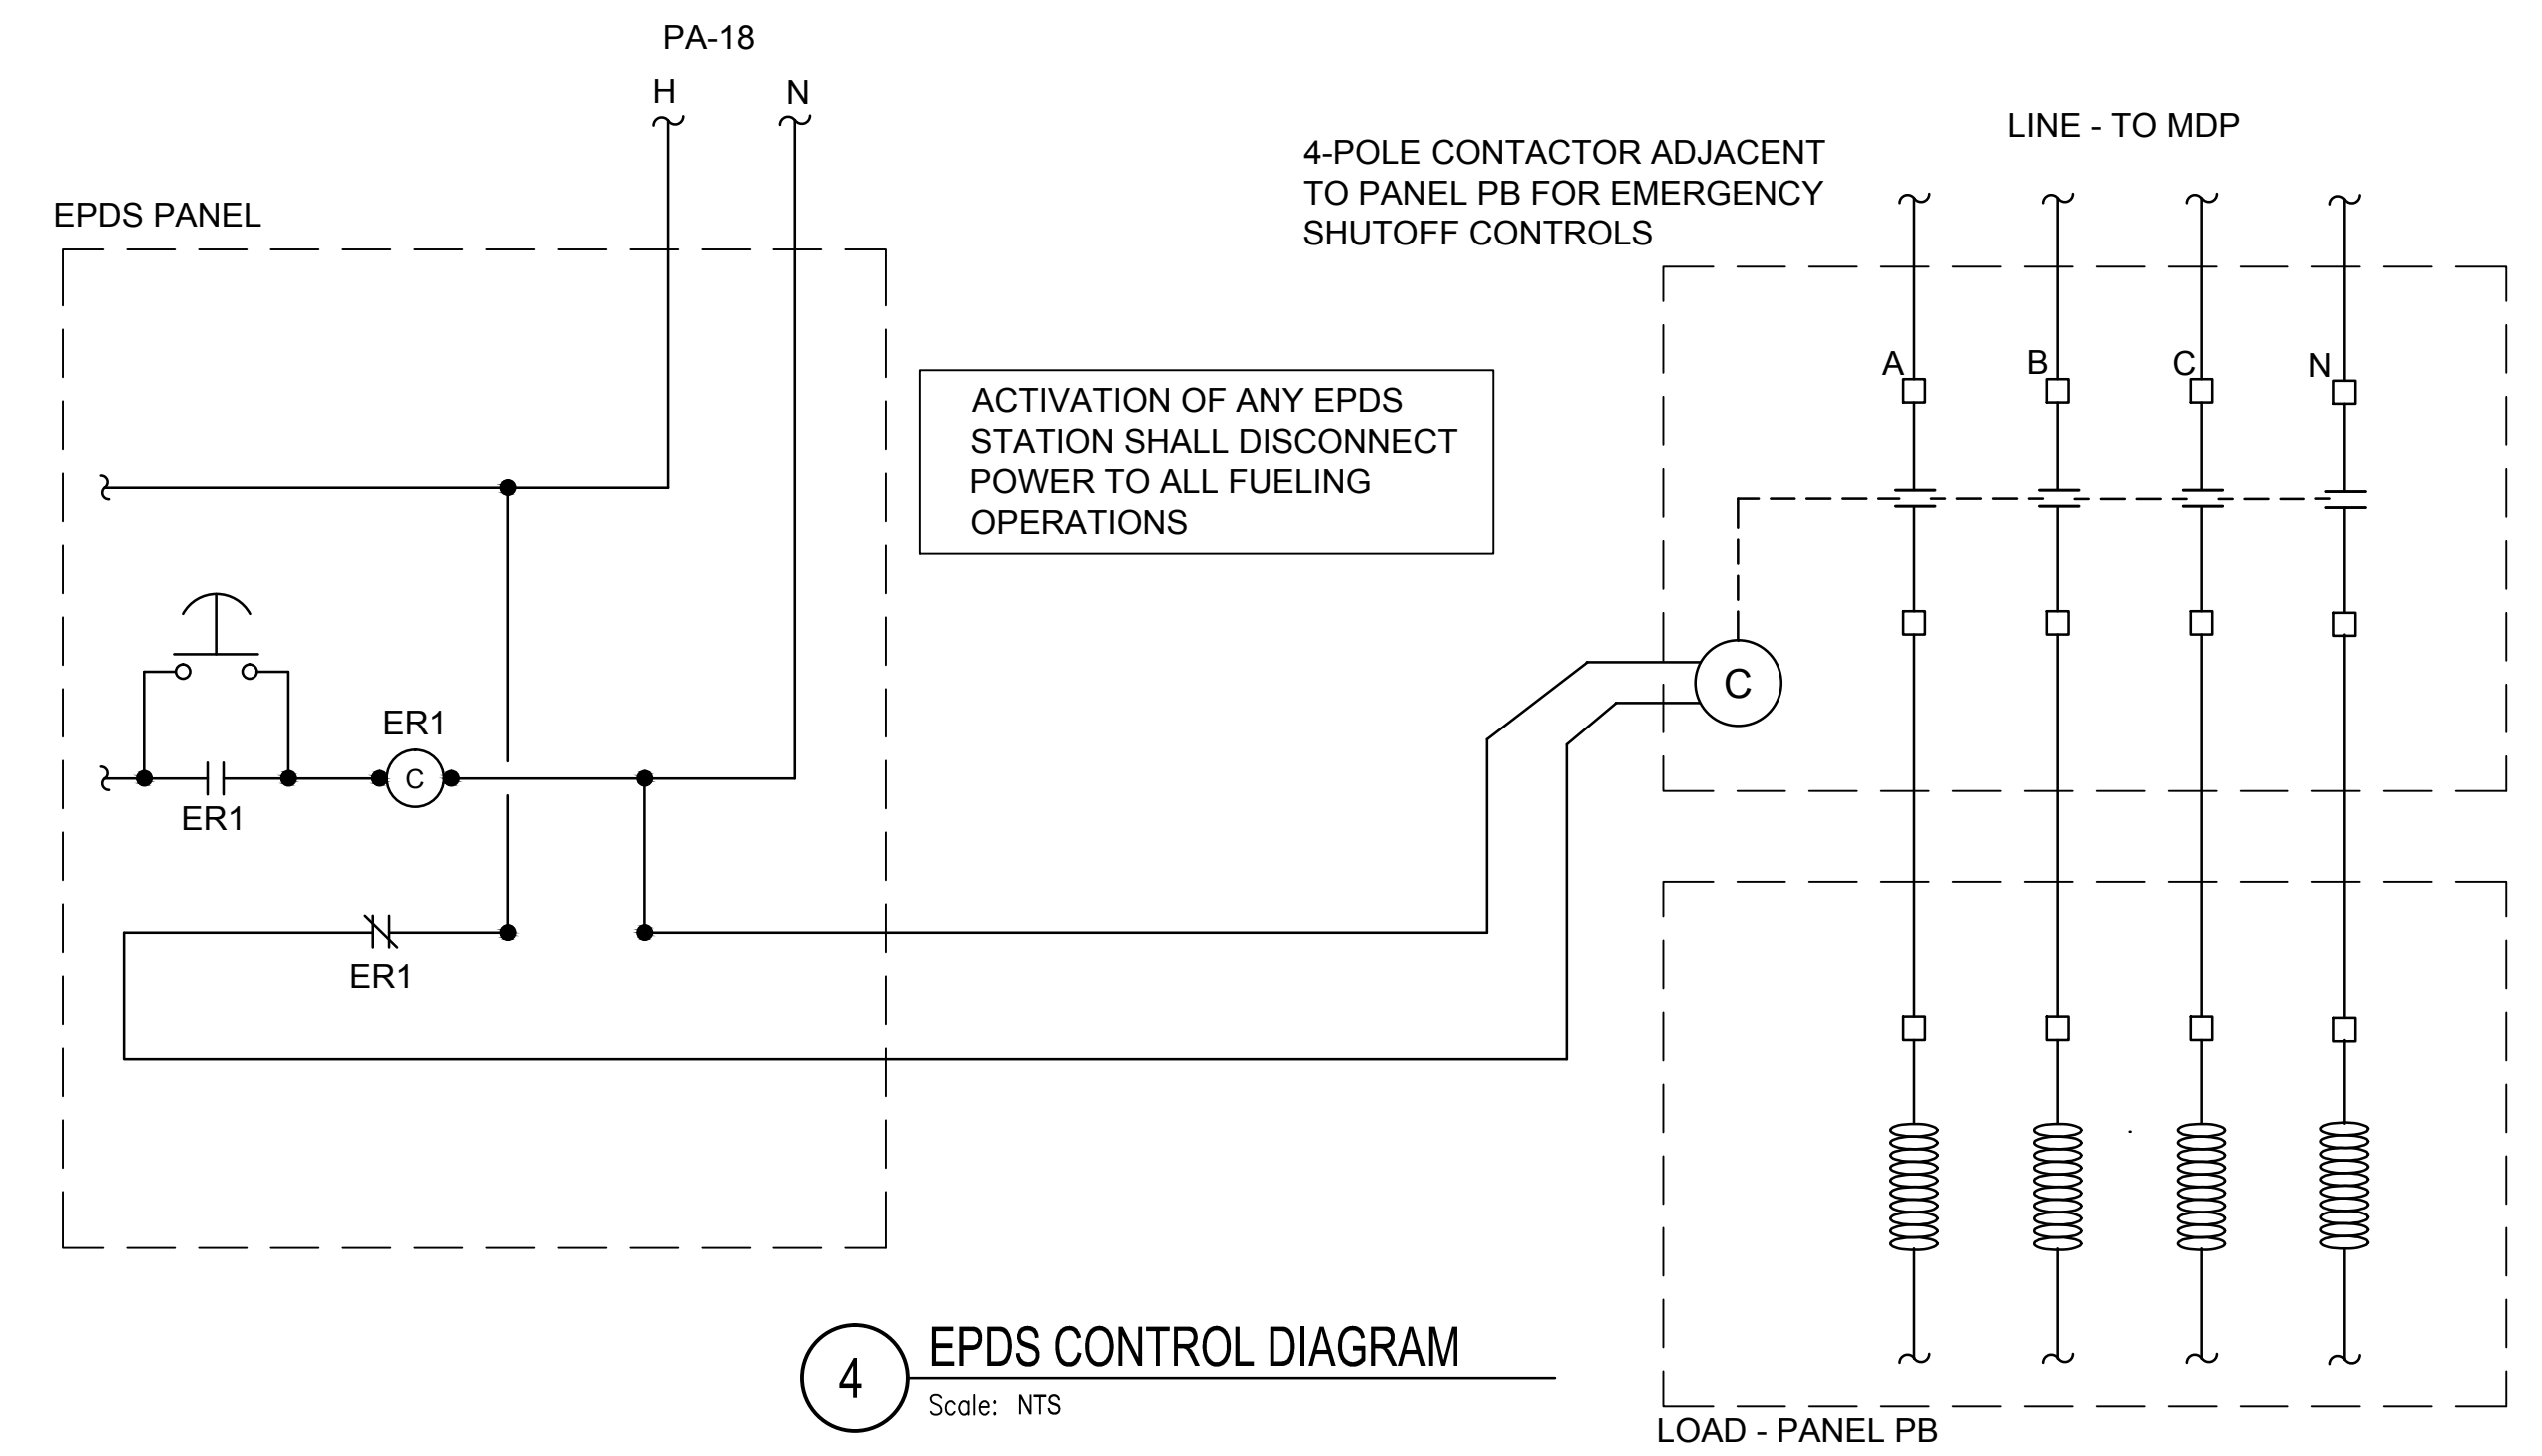 PA-18
H N
EPDS PANEL
4-POLE CONTACTOR ADJACENT
TO PANEL PB FOR EMERGENCY
SHUTOFF CONTROLS
LINE - TO MDP
ACTIVATION OF ANY EPDS
STATION SHALL DISCONNECT
POWER TO ALL FUELING
OPERATIONS
A B C N
C
ER1
C
ER1
ER1
4
EPDS CONTROL DIAGRAM
Scale: NTS
LOAD - PANEL PB